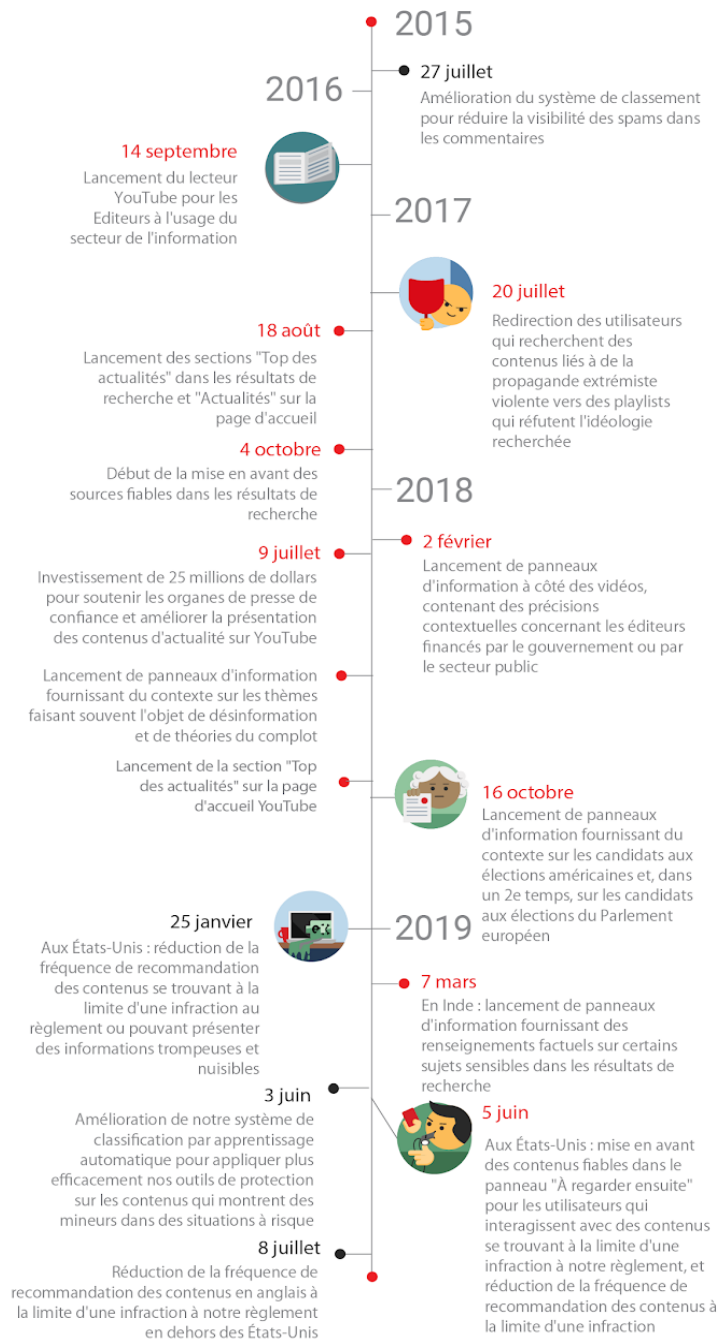 2015
27 juillet
Amélioration du système de classement
pour réduire la visibilité des spams dans
les commentaires
2016
14 septembre
Lancement du lecteur
YouTube pour les
Editeurs à l'usage du
secteur de l'information
2017
20 juillet
Redirection des utilisateurs
qui recherchent des
contenus liés à de la
propagande extrémiste
violente vers des playlists
qui réfutent l'idéologie
recherchée
18 août
Lancement des sections "Top des
actualités" dans les résultats de
recherche et "Actualités" sur la
page d'accueil
4 octobre
Début de la mise en avant des
sources fiables dans les résultats de
recherche
2018
2 février
Lancement de panneaux
d'information à côté des vidéos,
contenant des précisions
contextuelles concernant les éditeurs
financés par le gouvernement ou par
le secteur public
9 juillet
Investissement de 25 millions de dollars
pour soutenir les organes de presse de
confiance et améliorer la présentation
des contenus d'actualité sur YouTube
Lancement de panneaux d'information
fournissant du contexte sur les thèmes
faisant souvent l'objet de désinformation
et de théories du complot
Lancement de la section "Top
des actualités" sur la page
d'accueil YouTube
16 octobre
Lancement de panneaux
d'information fournissant du
contexte sur les candidats aux
élections américaines et, dans
un 2e temps, sur les candidats
aux élections du Parlement
européen
2019
25 janvier
Aux États-Unis : réduction de la
fréquence de recommandation
des contenus se trouvant à la
limite d'une infraction au
règlement ou pouvant présenter
des informations trompeuses et
nuisibles
7 mars
En Inde : lancement de panneaux
d'information fournissant des
renseignements factuels sur certains
sujets sensibles dans les résultats de
recherche
3 juin
Amélioration de notre système de
classification par apprentissage
automatique pour appliquer plus
efficacement nos outils de protection
sur les contenus qui montrent des
mineurs dans des situations à risque
5 juin
Aux États-Unis : mise en avant
des contenus fiables dans le
panneau "À regarder ensuite"
pour les utilisateurs qui
interagissent avec des contenus
se trouvant à la limite d'une
infraction à notre règlement, et
réduction de la fréquence de
recommandation des contenus à
la limite d'une infraction
8 juillet
Réduction de la fréquence de
recommandation des contenus en anglais à
la limite d'une infraction à notre règlement
en dehors des États-Unis